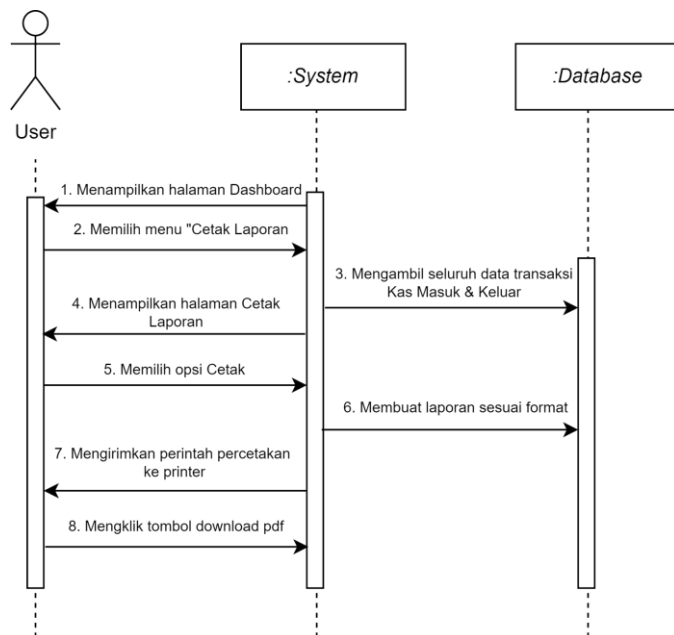 :System
:Database
User
1. Menampilkan halaman Dashboard
2. Memilih menu "Cetak Laporan
3. Mengambil seluruh data transaksi
Kas Masuk & Keluar
4. Menampilkan halaman Cetak
Laporan
5. Memilih opsi Cetak
6. Membuat laporan sesuai format
7. Mengirimkan perintah percetakan
ke printer
8. Mengklik tombol download pdf